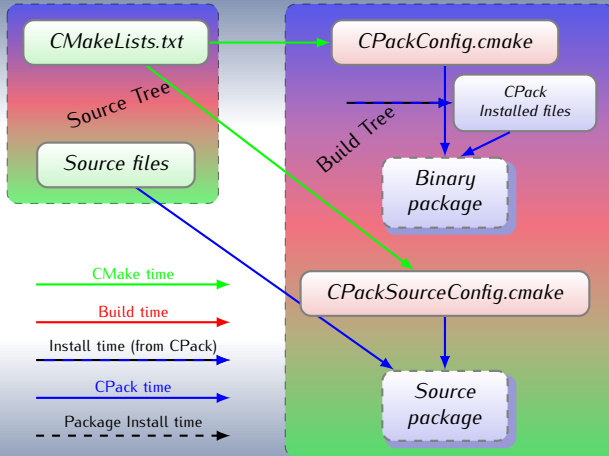 CMakeLists.txt
Source Tree
Source files
CPackConfig.cmake
CPack
Installed files
Build Tree
Binary
package
CPackSourceConfig.cmake
Source
package
CMake time
Build time
Install time (from CPack)
CPack time
Package Install time